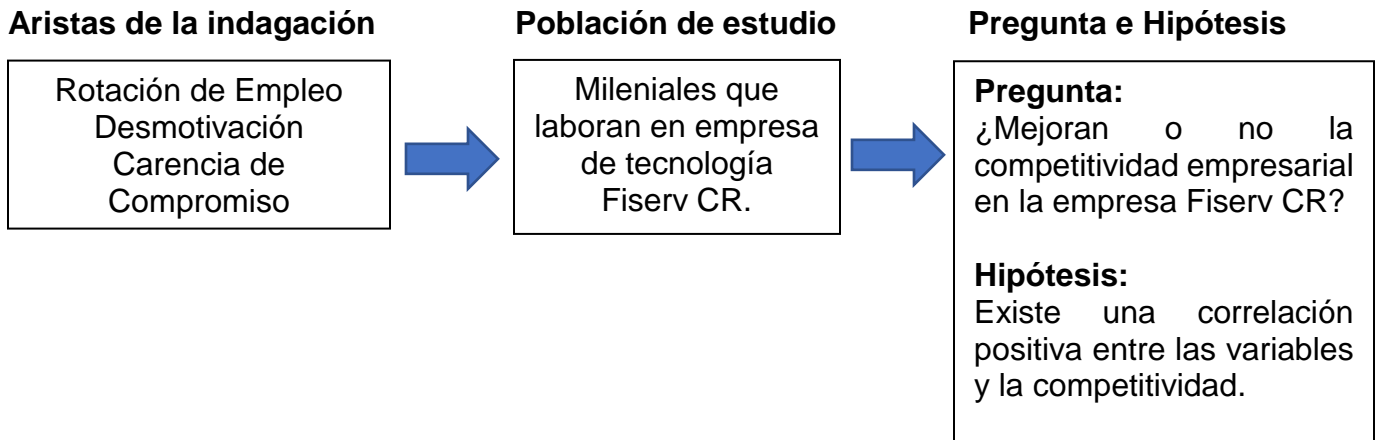 Aristas de la indagación
Rotación de Empleo
Desmotivación
Carencia de
Compromiso
Población de estudio
Mileniales que
laboran en empresa
de tecnología
Fiserv CR.
Pregunta e Hipótesis
Pregunta:
¿Mejoran o no la
competitividad empresarial
en la empresa Fiserv CR?
Hipótesis:
Existe una correlación
positiva entre las variables
y la competitividad.